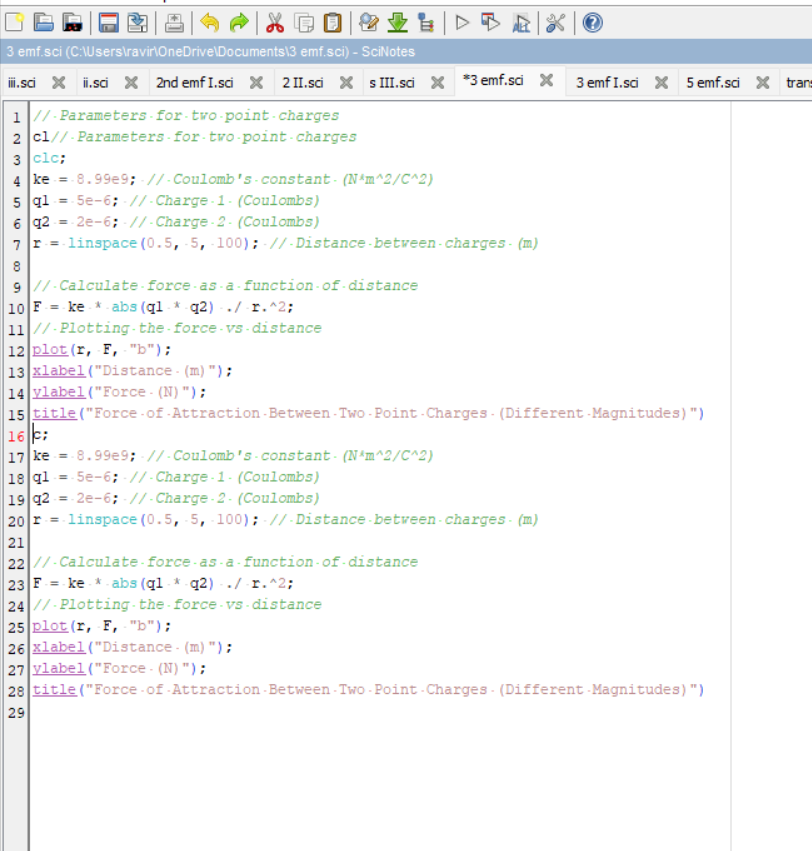 3 emf.sci (C:\Users\ravir\OneDrive\Documents\3 emf.sci) - SciNotes
iii.sci ii.sci 2nd emf I.sci 2 II.sci s III.sci *3 emf.sci 3 emf I.sci 5 emf.sci trans
1 // Parameters for two point charges
2 cl// Parameters for two point charges
3 clc;
4 ke = 8.99e9; // Coulomb's constant (N*m^2/C^2)
5 q1 = 5e-6; // Charge 1 (Coulombs)
6 q2 = 2e-6; // Charge 2 (Coulombs)
7 r = linspace(0.5, 5, 100); // Distance between charges (m)
8
9 // Calculate force as a function of distance
10 F = ke * abs(q1 * q2) ./ r.^2;
11 // Plotting the force vs distance
12 plot(r, F, "b");
13 xlabel("Distance (m)");
14 ylabel("Force (N)");
15 title("Force of Attraction Between Two Point Charges (Different Magnitudes)")
16 c;
17 ke = 8.99e9; // Coulomb's constant (N*m^2/C^2)
18 q1 = 5e-6; // Charge 1 (Coulombs)
19 q2 = 2e-6; // Charge 2 (Coulombs)
20 r = linspace(0.5, 5, 100); // Distance between charges (m)
21
22 // Calculate force as a function of distance
23 F = ke * abs(q1 * q2) ./ r.^2;
24 // Plotting the force vs distance
25 plot(r, F, "b");
26 xlabel("Distance (m)");
27 ylabel("Force (N)");
28 title("Force of Attraction Between Two Point Charges (Different Magnitudes)")
29